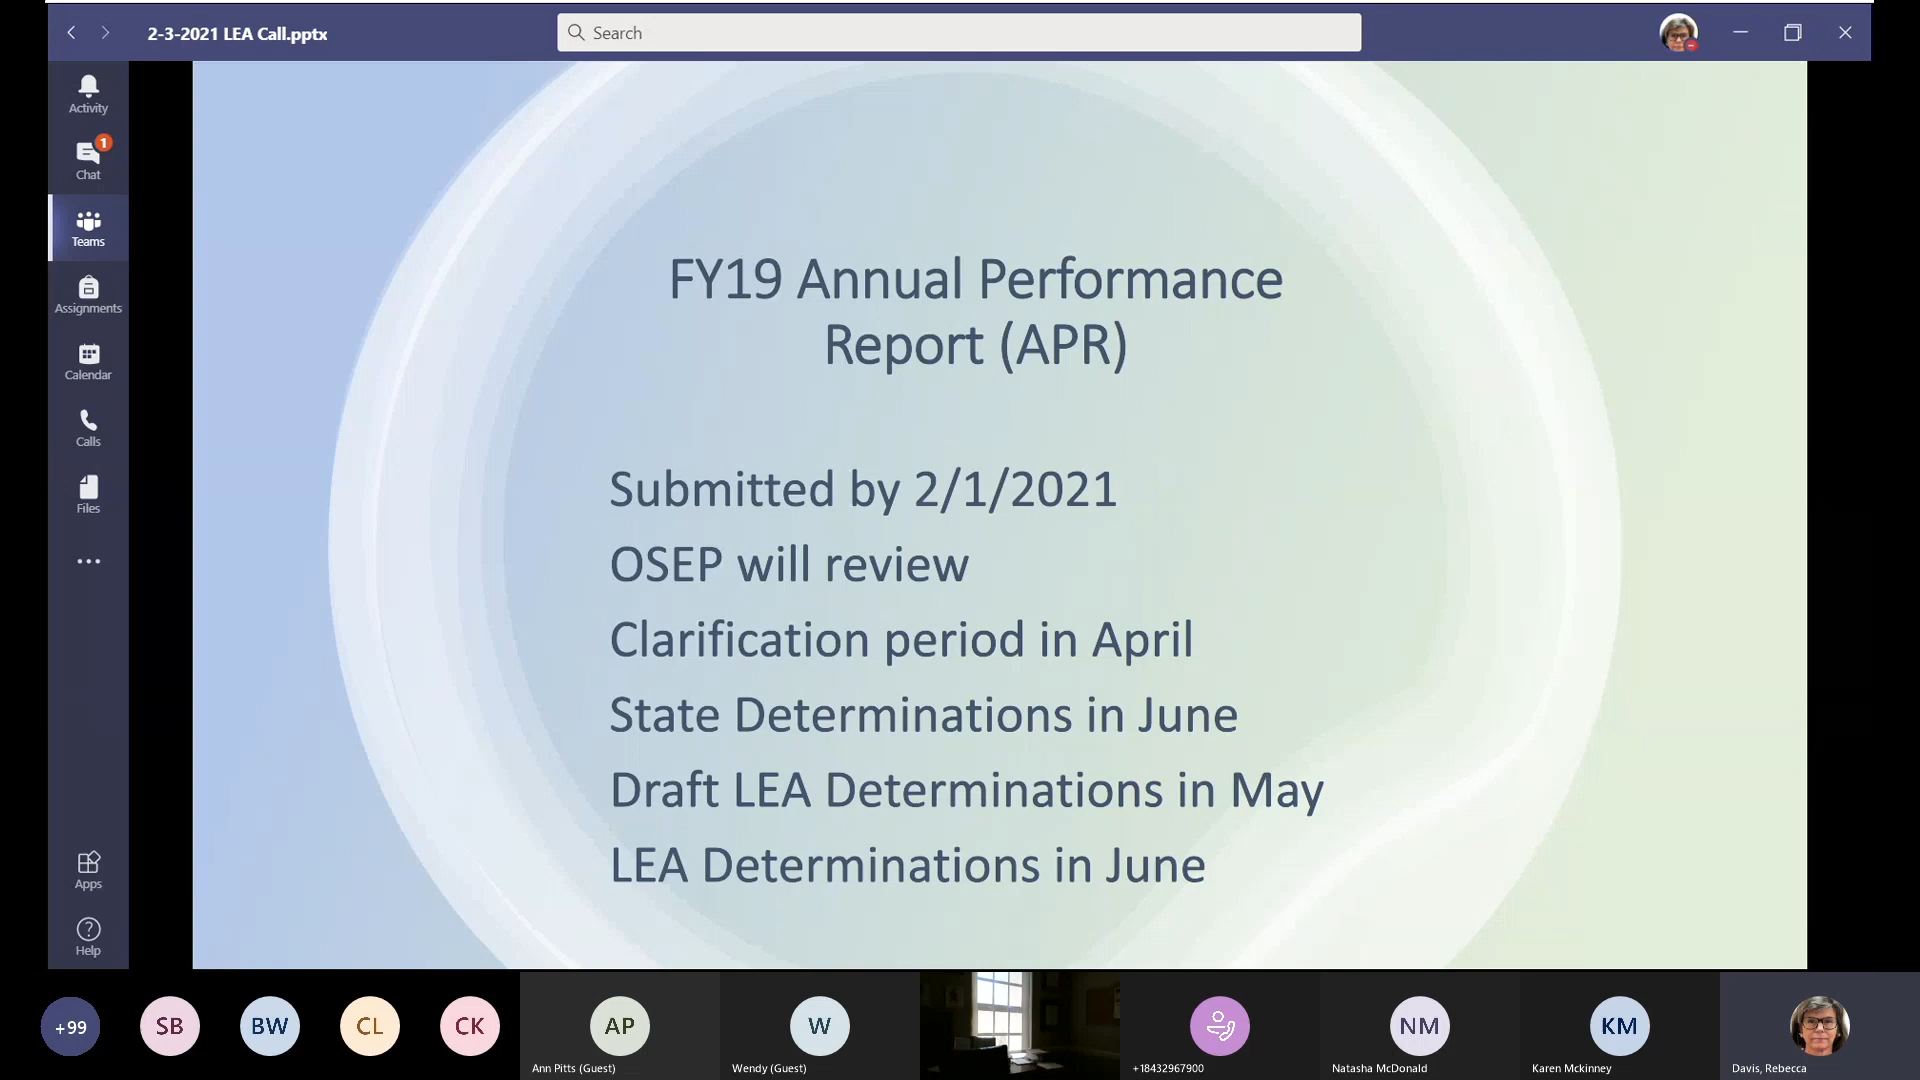 2-3-2021 LEA Call.pptx
Search
Activity
1
Chat
Teams
Assignments
Calendar
Calls
Files
Apps
Help
FY19 Annual Performance
Report (APR)
Submitted by 2/1/2021
OSEP will review
Clarification period in April
State Determinations in June
Draft LEA Determinations in May
LEA Determinations in June
+99
SB
BW
CL
CK
AP
Ann Pitts (Guest)
W
Wendy (Guest)
+18432967900
NM
Natasha McDonald
KM
Karen Mckinney
Davis, Rebecca